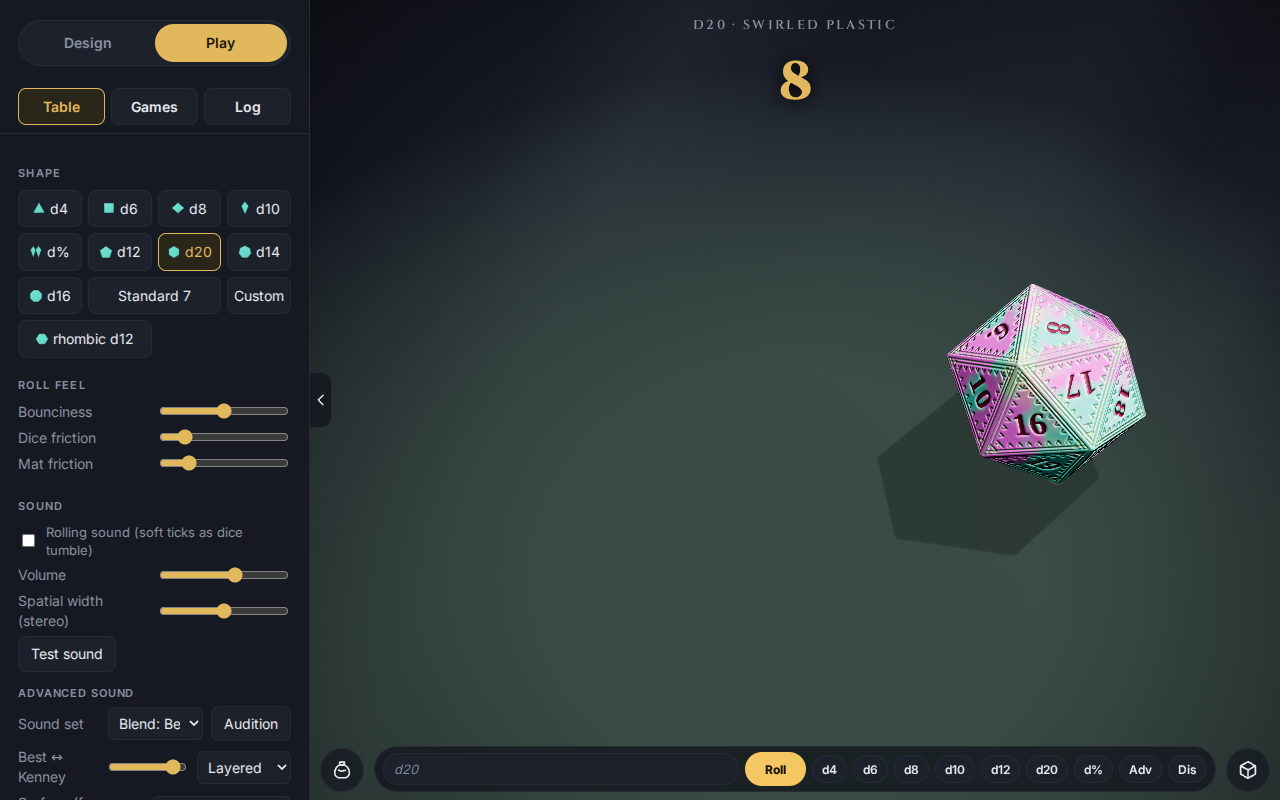 Design
Play
Table
Games
Log
SHAPE
d4
d6
d8
d10
d%
d12
d20
d14
d16
Standard 7
Custom
rhombic d12
ROLL FEEL
Bounciness
Dice friction
Mat friction
SOUND
Rolling sound (soft ticks as dice
tumble)
Volume
Spatial width
(stereo)
Test sound
ADVANCED SOUND
Sound set
Blend: Be
Audition
Best ↔
Kenney
Layered
D20 · SWIRLED PLASTIC
8
8
17
10
16
18
d20
Roll
d4
d6
d8
d10
d12
d20
d%
Adv
Dis